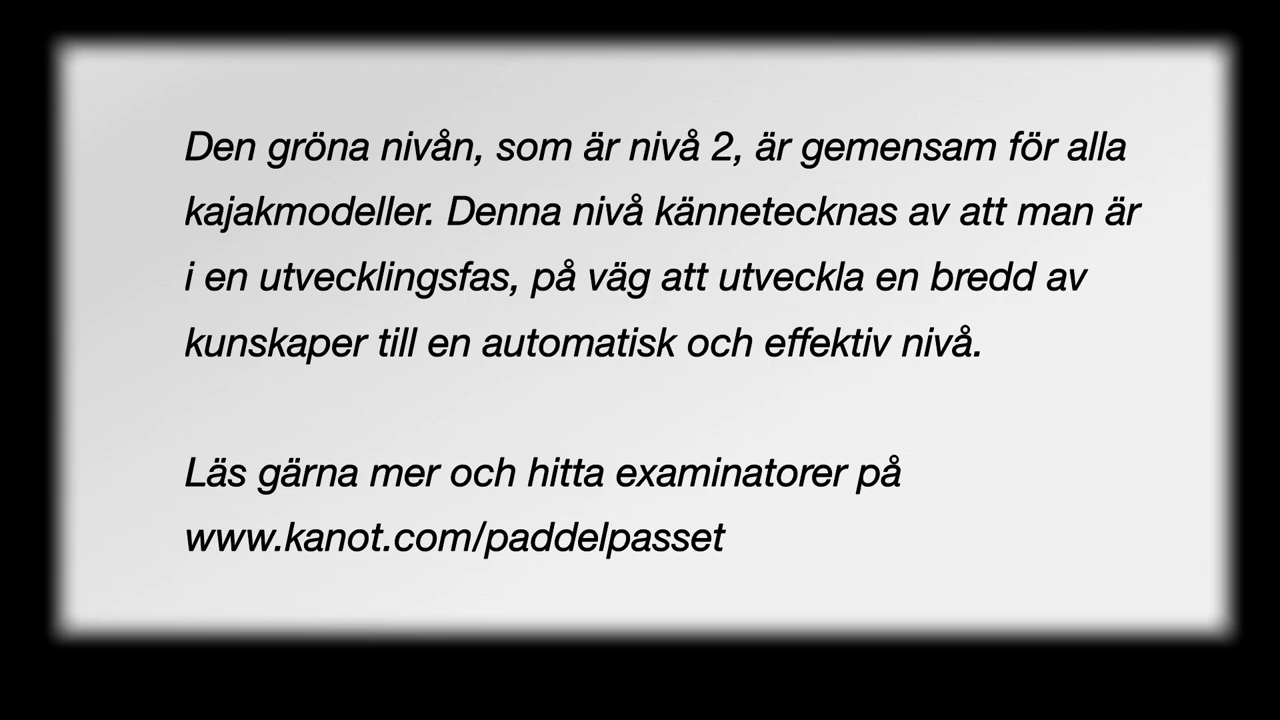 Den gröna nivån, som är nivå 2, är gemensam för alla
kajakmodeller. Denna nivå kännetecknas av att man är
i en utvecklingsfas, på väg att utveckla en bredd av
kunskaper till en automatisk och effektiv nivå.
Läs gärna mer och hitta examinatorer på
www.kanot.com/paddelpasset